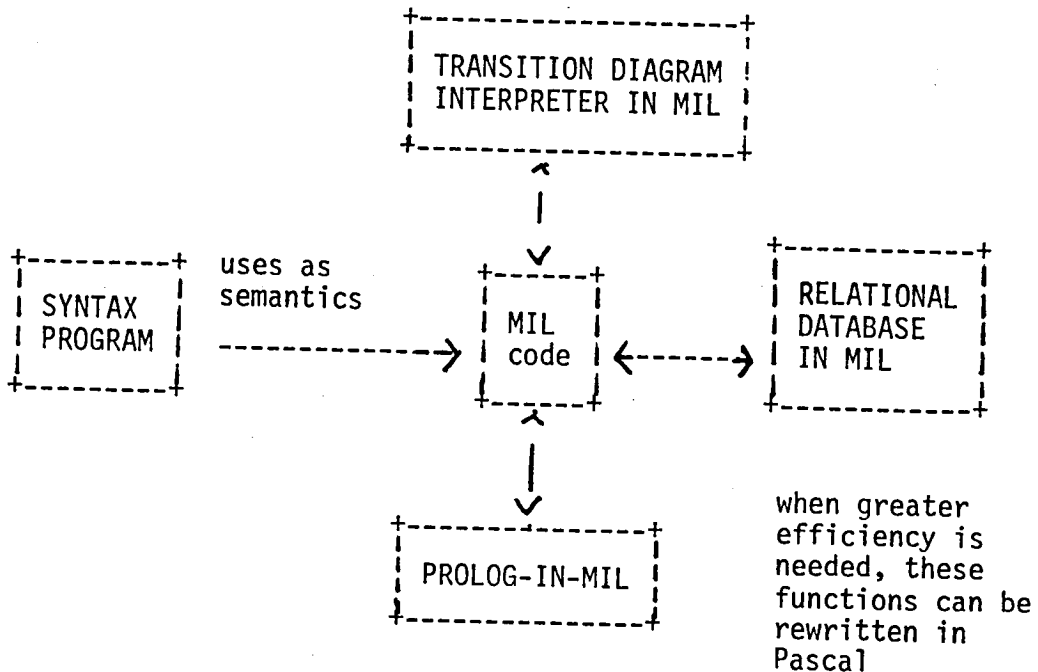 TRANSITION DIAGRAM
INTERPRETER IN MIL
uses as
semantics
SYNTAX
PROGRAM
MIL
code
RELATIONAL
DATABASE
IN MIL
PROLOG-IN-MIL
when greater
efficiency is
needed, these
functions can be
rewritten in
Pascal